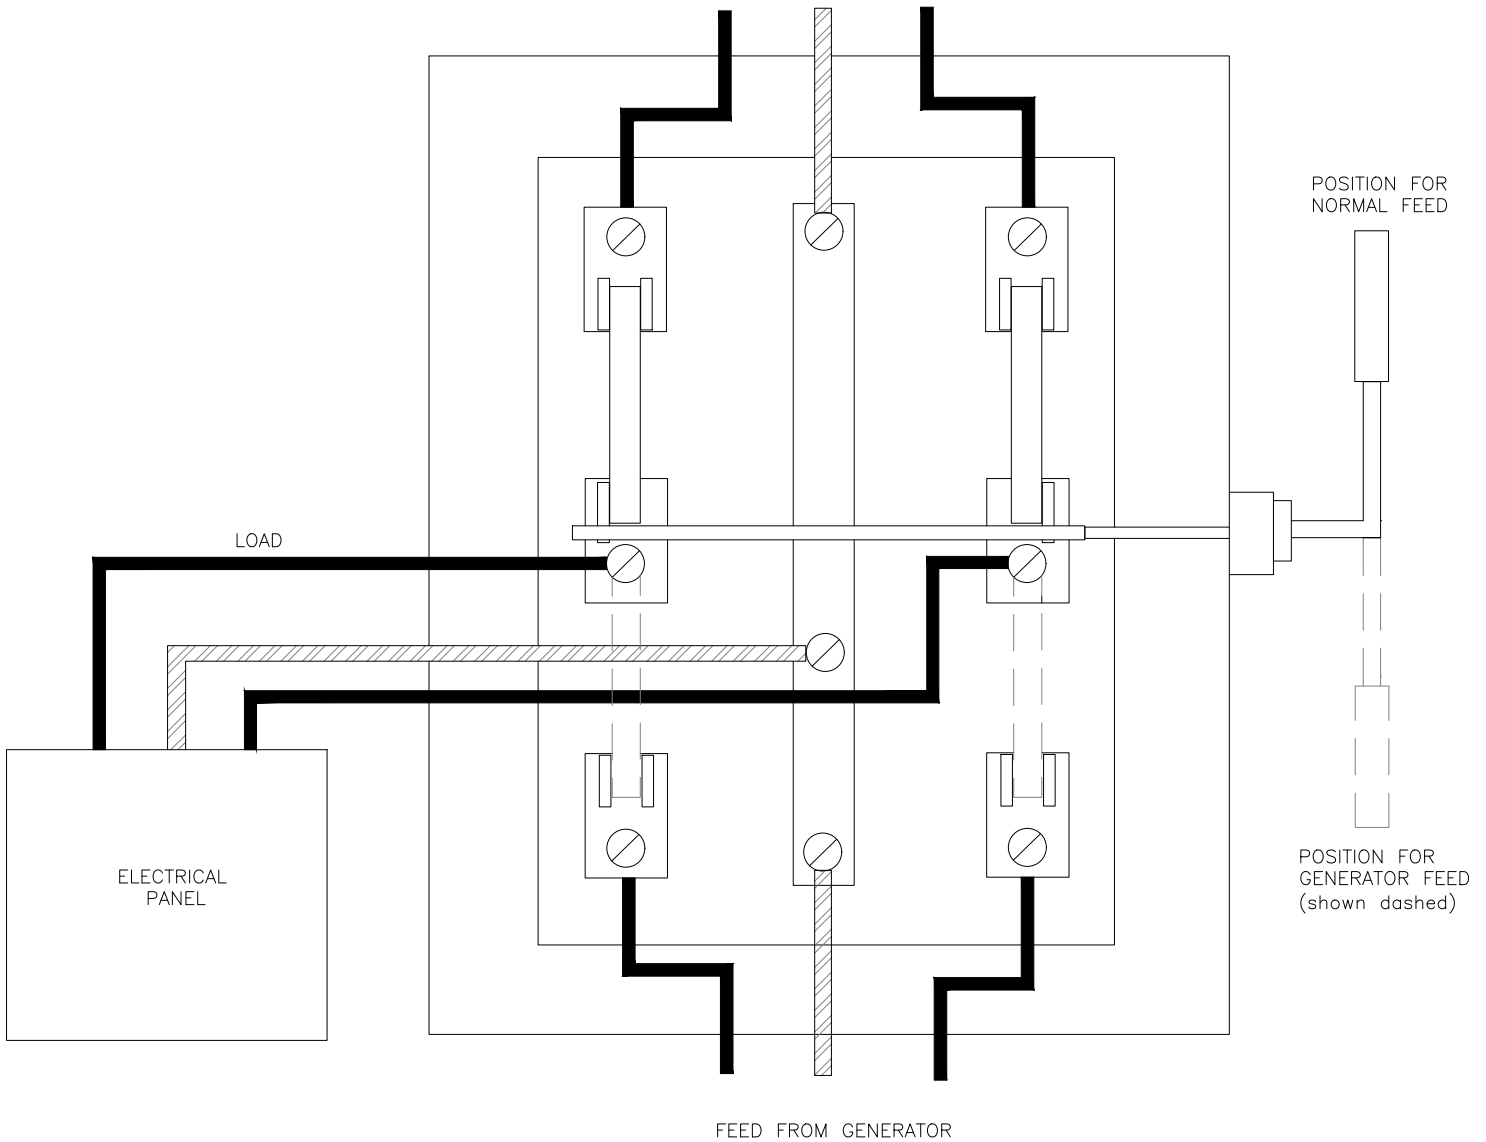 POSITION FOR
NORMAL FEED
LOAD
ELECTRICAL
PANEL
POSITION FOR
GENERATOR FEED
(shown dashed)
FEED FROM GENERATOR